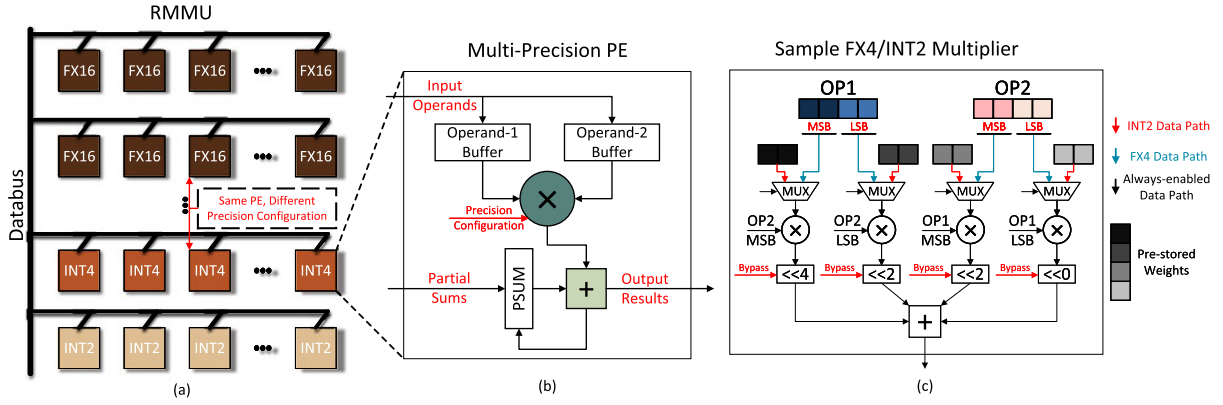 RMMU
Databus
FX16 FX16 FX16 FX16
FX16 FX16 FX16 FX16
Same PE, Different
Precision Configuration
INT4 INT4 INT4 INT4
INT2 INT2 INT2 INT2
(a)
Multi-Precision PE
Input
Operands
Operand-1
Buffer
Operand-2
Buffer
Precision
Configuration
Partial
Sums
PSUM
+
Output
Results
(b)
Sample FX4/INT2 Multiplier
OP1 OP2
MSB LSB MSB LSB
MUX MUX MUX MUX
OP2
MSB
OP2
LSB
OP1
MSB
OP1
LSB
Bypass Bypass Bypass Bypass
<<4 <<2 <<2 <<0
+
(c)
INT2 Data Path
FX4 Data Path
Always-enabled
Data Path
Pre-stored
Weights